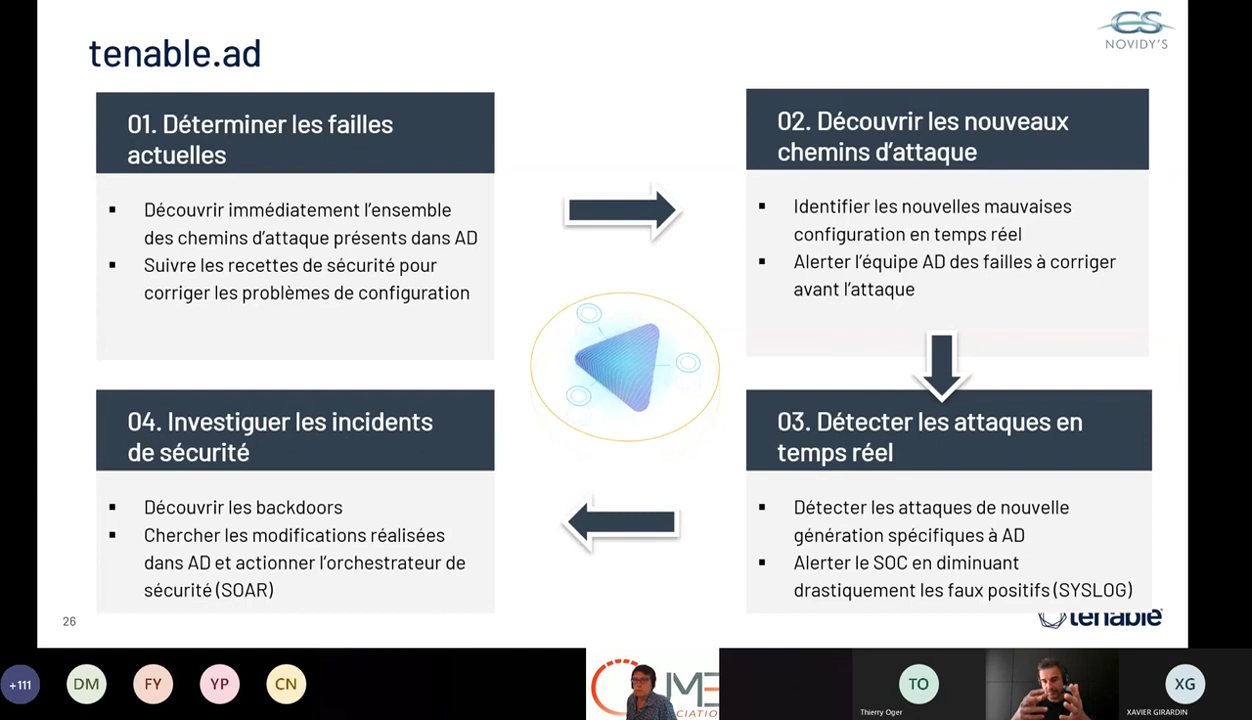 tenable.ad
CS
NOVIDY'S
01. Déterminer les failles
actuelles
▪ Découvrir immédiatement l'ensemble
des chemins d'attaque présents dans AD
▪ Suivre les recettes de sécurité pour
corriger les problèmes de configuration
02. Découvrir les nouveaux
chemins d'attaque
▪ Identifier les nouvelles mauvaises
configuration en temps réel
▪ Alerter l'équipe AD des failles à corriger
avant l'attaque
03. Détecter les attaques en
temps réel
▪ Détecter les attaques de nouvelle
génération spécifiques à AD
▪ Alerter le SOC en diminuant
drastiquement les faux positifs (SYSLOG)
04. Investiguer les incidents
de sécurité
▪ Découvrir les backdoors
▪ Chercher les modifications réalisées
dans AD et actionner l'orchestrateur de
sécurité (SOAR)
26
tenable
+111
DM
FY
YP
CN
TO
Thierry Oger
XG
XAVIER GIRARDIN